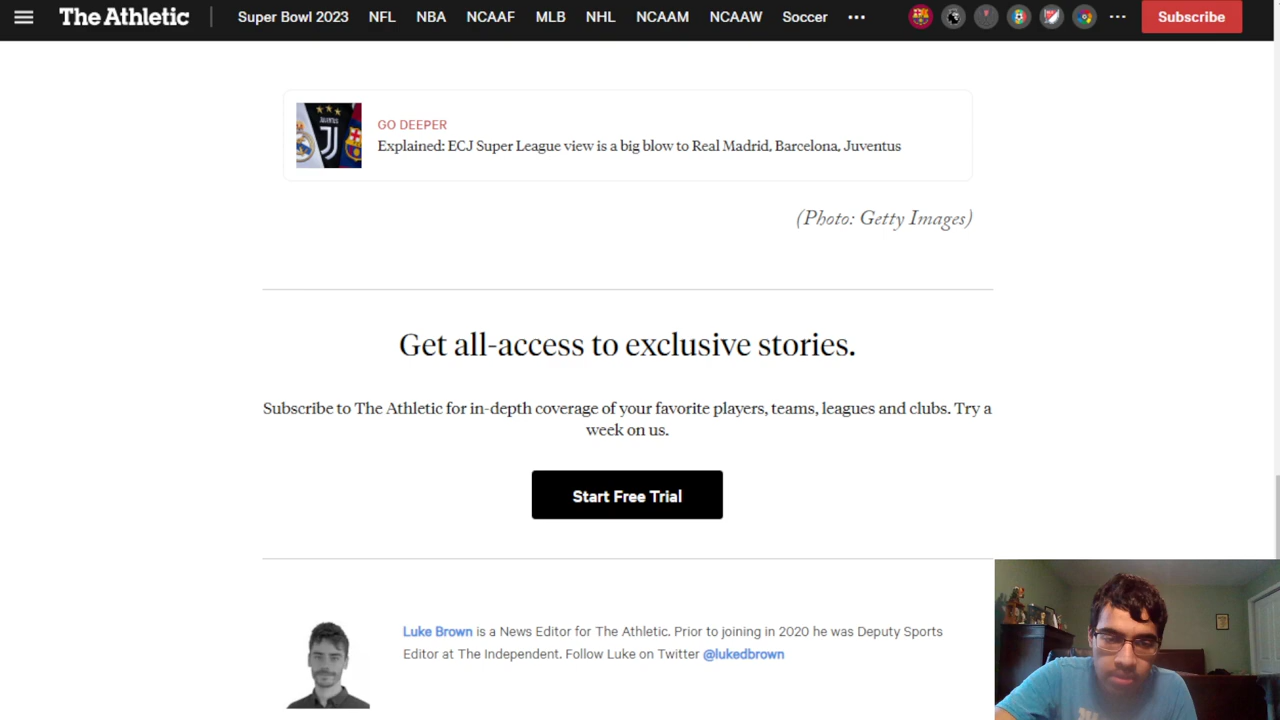 The Athletic Super Bowl 2023 NFL NBA NCAAF MLB NHL NCAAM NCAAW Soccer ••• ••• Subscribe
JUVENTUS
GO DEEPER
Explained: ECJ Super League view is a big blow to Real Madrid, Barcelona, Juventus
(Photo: Getty Images)
Get all-access to exclusive stories.
Subscribe to The Athletic for in-depth coverage of your favorite players, teams, leagues and clubs. Try a
week on us.
Start Free Trial
Luke Brown is a News Editor for The Athletic. Prior to joining in 2020 he was Deputy Sports
Editor at The Independent. Follow Luke on Twitter @lukedbrown